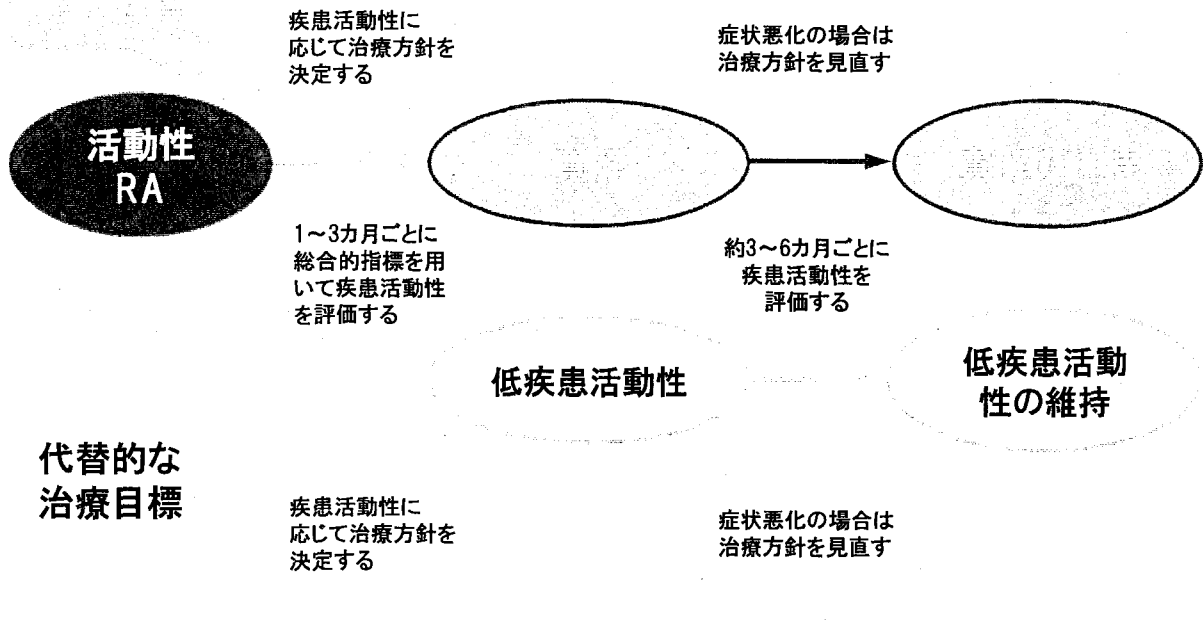 疾患活動性に
応じて治療方針を
決定する
症状悪化の場合は
治療方針を見直す
活動性
RA
1～3カ月ごとに
総合的指標を用
いて疾患活動性
を評価する
約3～6カ月ごとに
疾患活動性を
評価する
低疾患活動性
低疾患活動
性の維持
代替的な
治療目標
疾患活動性に
応じて治療方針を
決定する
症状悪化の場合は
治療方針を見直す